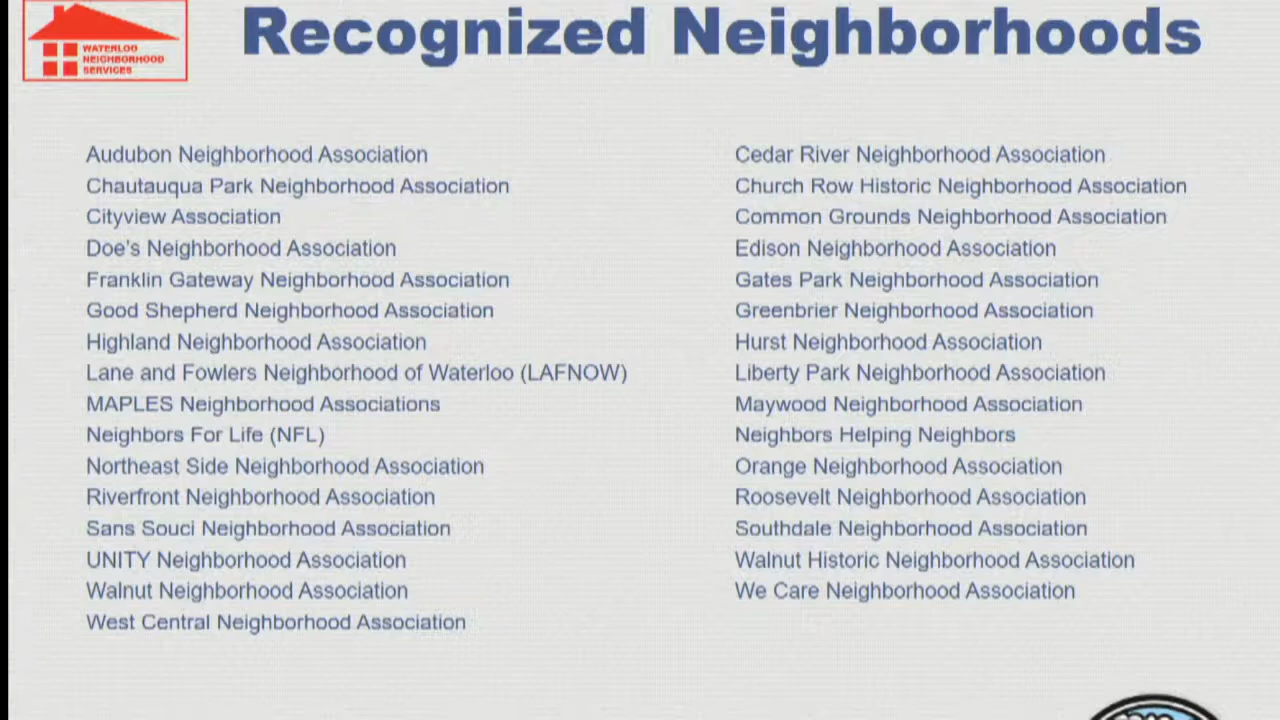 WATERLOO
NEIGHBORHOOD
SERVICES
Recognized Neighborhoods
Audubon Neighborhood Association
Chautauqua Park Neighborhood Association
Cityview Association
Doe's Neighborhood Association
Franklin Gateway Neighborhood Association
Good Shepherd Neighborhood Association
Highland Neighborhood Association
Lane and Fowlers Neighborhood of Waterloo (LAFNOW)
MAPLES Neighborhood Associations
Neighbors For Life (NFL)
Northeast Side Neighborhood Association
Riverfront Neighborhood Association
Sans Souci Neighborhood Association
UNITY Neighborhood Association
Walnut Neighborhood Association
West Central Neighborhood Association
Cedar River Neighborhood Association
Church Row Historic Neighborhood Association
Common Grounds Neighborhood Association
Edison Neighborhood Association
Gates Park Neighborhood Association
Greenbrier Neighborhood Association
Hurst Neighborhood Association
Liberty Park Neighborhood Association
Maywood Neighborhood Association
Neighbors Helping Neighbors
Orange Neighborhood Association
Roosevelt Neighborhood Association
Southdale Neighborhood Association
Walnut Historic Neighborhood Association
We Care Neighborhood Association